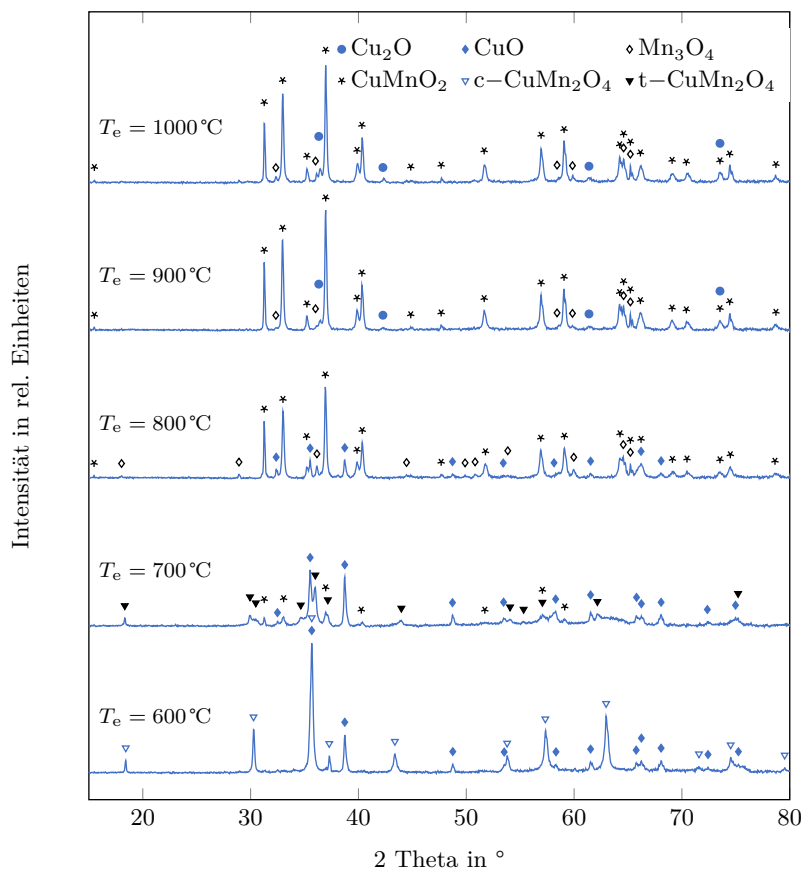 Cu₂O CuO Mn₃O₄
CuMnO₂ c−CuMn₂O₄ t−CuMn₂O₄
Tₑ = 1000 °C
Tₑ = 900 °C
Tₑ = 800 °C
Tₑ = 700 °C
Tₑ = 600 °C
Intensität in rel. Einheiten
20 30 40 50 60 70 80
2 Theta in °